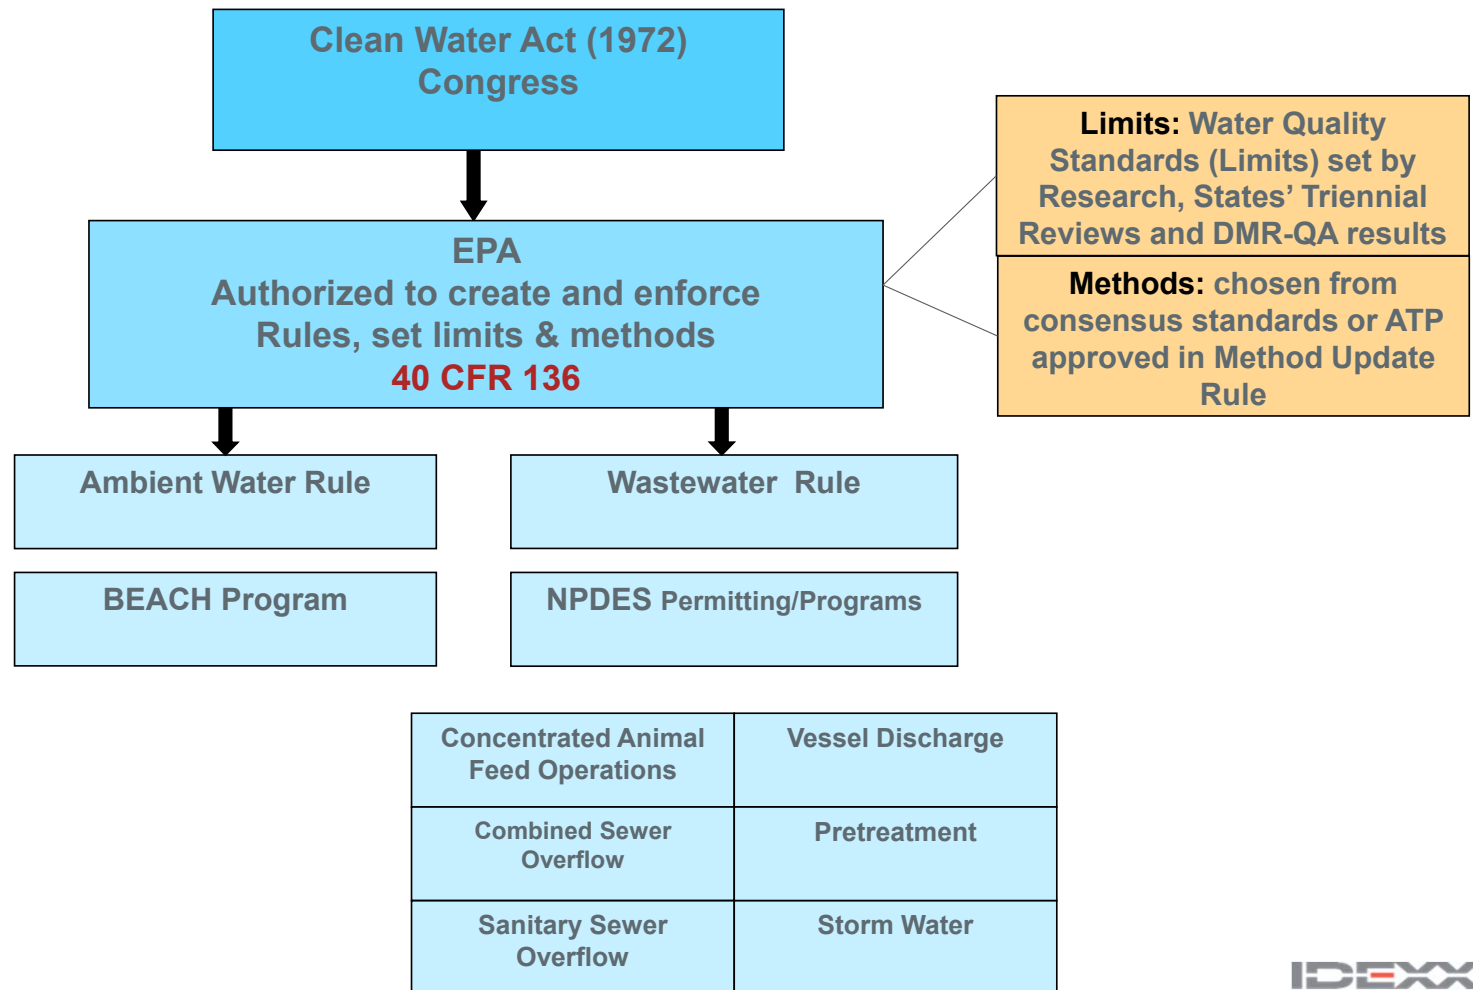 Clean Water Act (1972)
Congress
Limits: Water Quality
Standards (Limits) set by
Research, States’ Triennial
Reviews and DMR-QA results
Methods: chosen from
consensus standards or ATP
approved in Method Update
Rule
EPA
Authorized to create and enforce
Rules, set limits & methods
40 CFR 136
Ambient Water Rule
Wastewater Rule
BEACH Program
NPDES Permitting/Programs
Concentrated Animal
Feed Operations
Vessel Discharge
Combined Sewer
Overflow
Pretreatment
Sanitary Sewer
Overflow
Storm Water
IDEXX